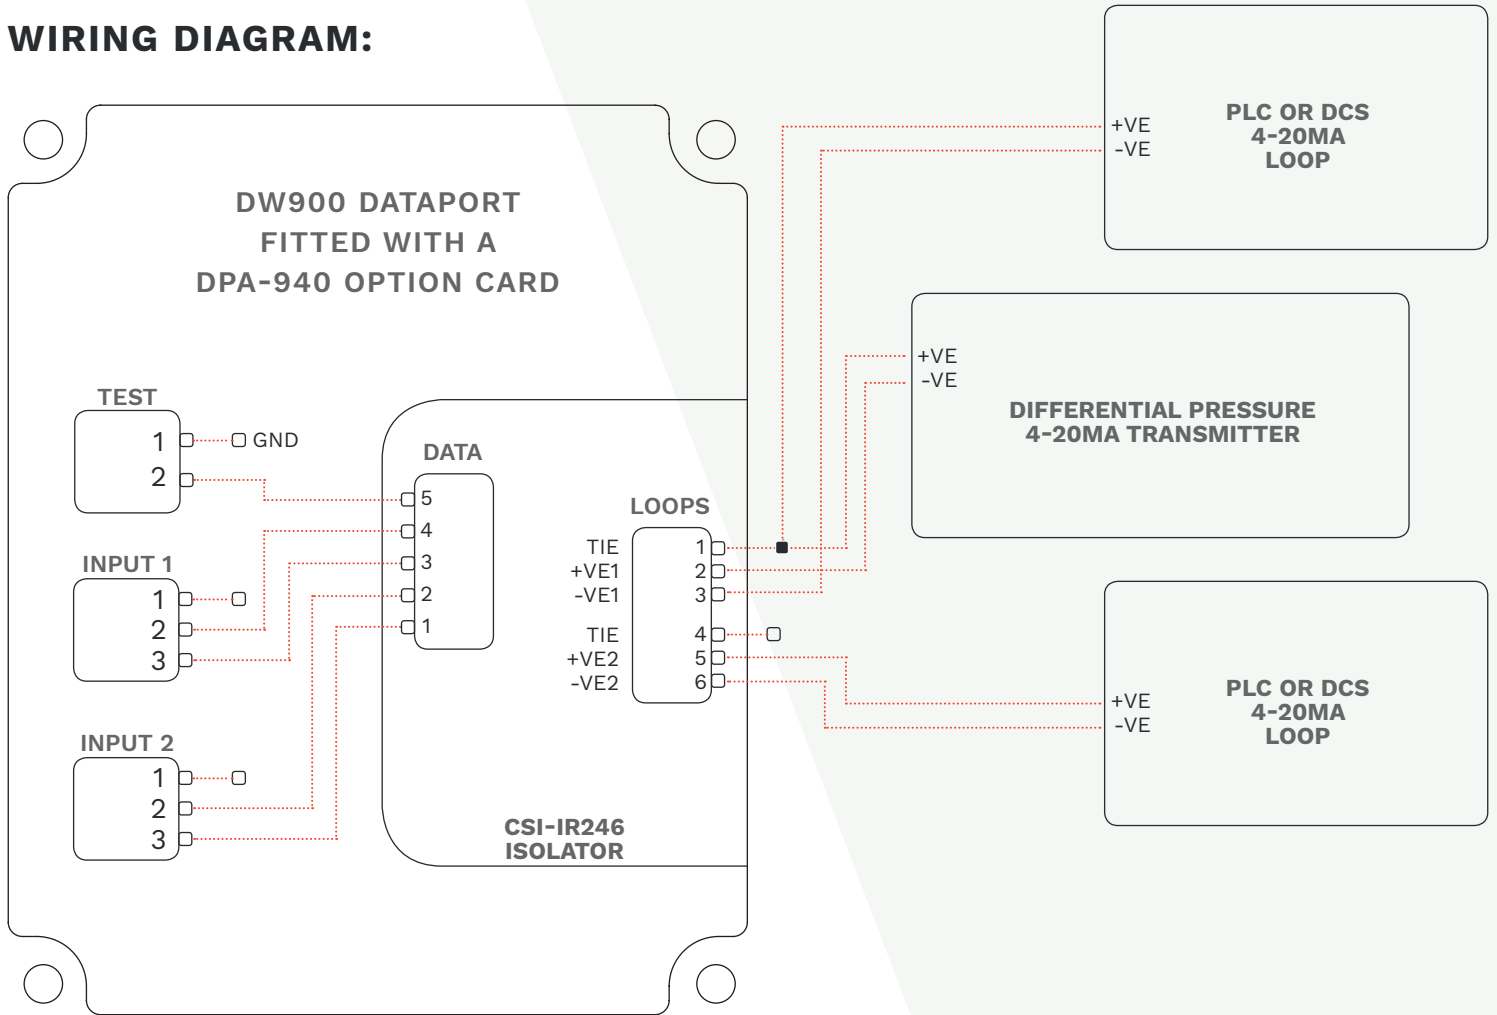 WIRING DIAGRAM:
DW900 DATAPORT
FITTED WITH A
DPA-940 OPTION CARD
TEST
1
GND
2
INPUT 1
1
2
3
INPUT 2
1
2
3
DATA
5
4
3
2
1
LOOPS
TIE 1
+VE1 2
-VE1 3
TIE 4
+VE2 5
-VE2 6
CSI-IR246
ISOLATOR
+VE
-VE
PLC OR DCS
4-20MA
LOOP
+VE
-VE
DIFFERENTIAL PRESSURE
4-20MA TRANSMITTER
+VE
-VE
PLC OR DCS
4-20MA
LOOP